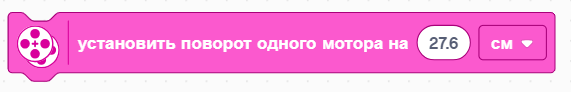 установить поворот одного мотора на 27.6 см